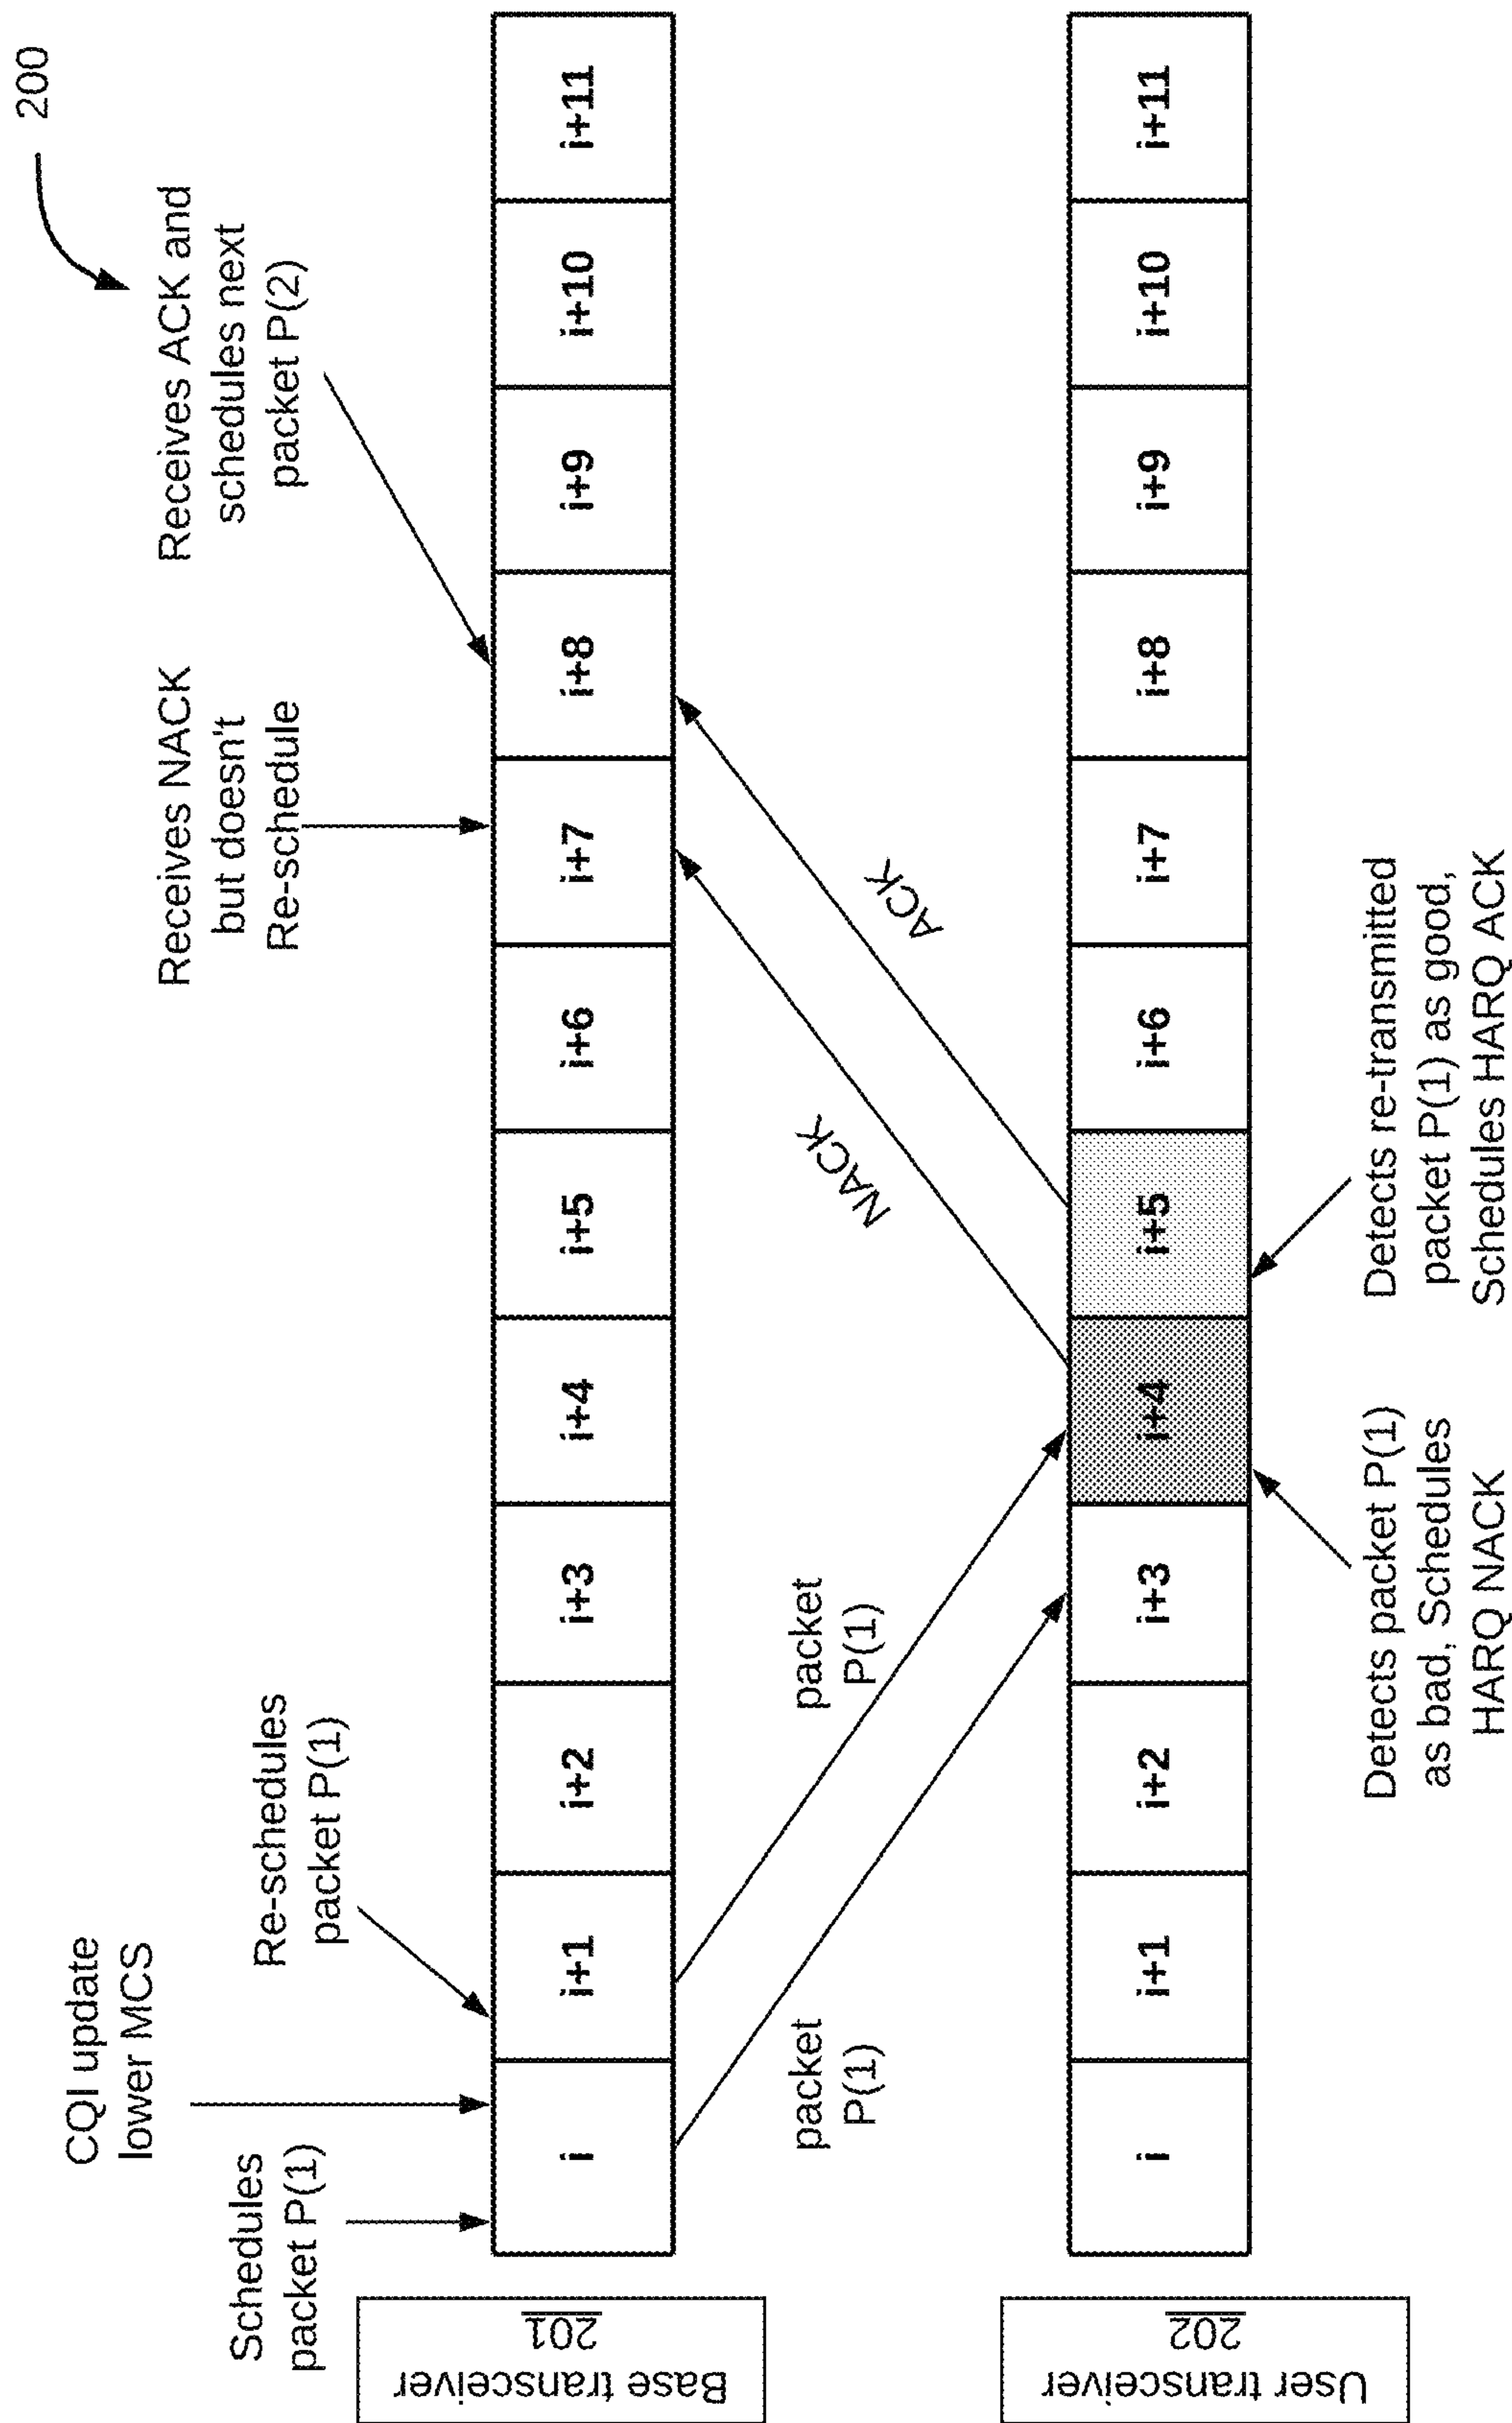 200
CQI update
lower MCS
Schedules
packet P(1)
Re-schedules
packet P(1)
Receives NACK
but doesn't
Re-schedule
Receives ACK and
schedules next
packet P(2)
Base transceiver
201
i
i+1
i+2
i+3
i+4
i+5
i+6
i+7
i+8
i+9
i+10
i+11
packet
P(1)
packet
P(1)
NACK
ACK
User transceiver
202
i
i+1
i+2
i+3
i+4
i+5
i+6
i+7
i+8
i+9
i+10
i+11
Detects packet P(1)
as bad, Schedules
HARQ NACK
Detects re-transmitted
packet P(1) as good,
Schedules HARQ ACK